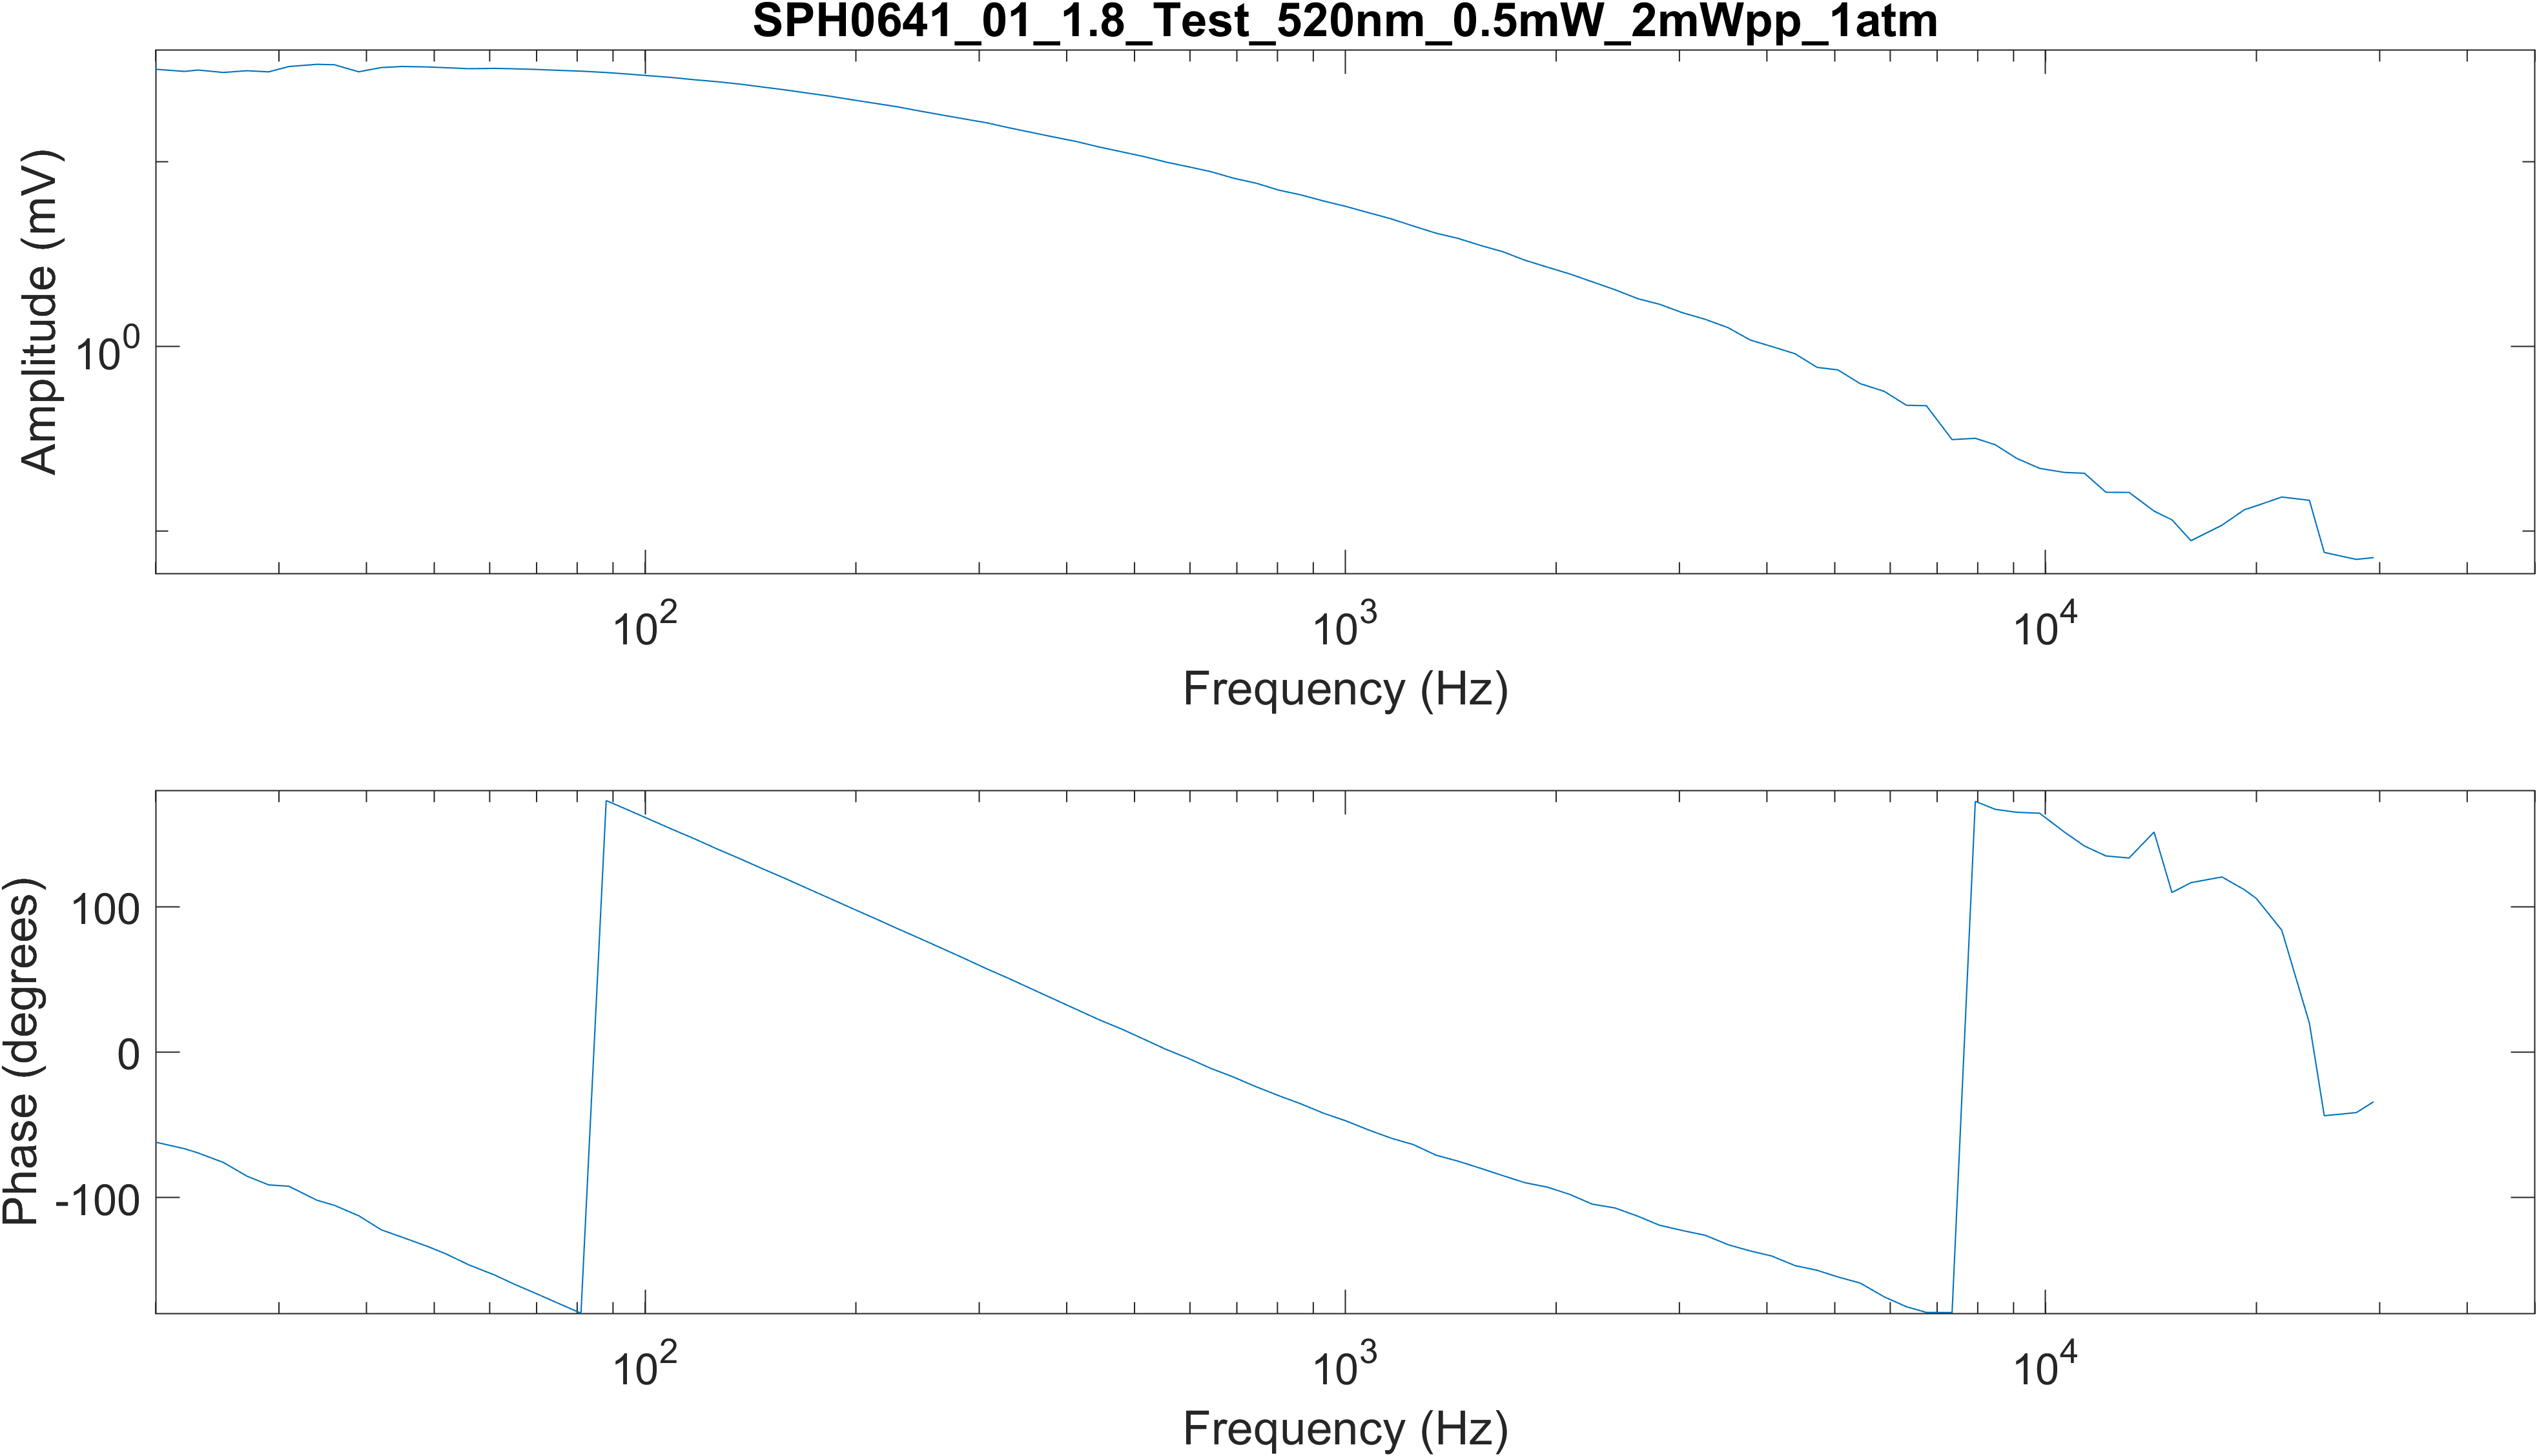 SPH0641_01_1.8_Test_520nm_0.5mW_2mWpp_1atm
Amplitude (mV)
10^0
10^2 10^3 10^4
Frequency (Hz)
Phase (degrees)
100
0
-100
10^2 10^3 10^4
Frequency (Hz)